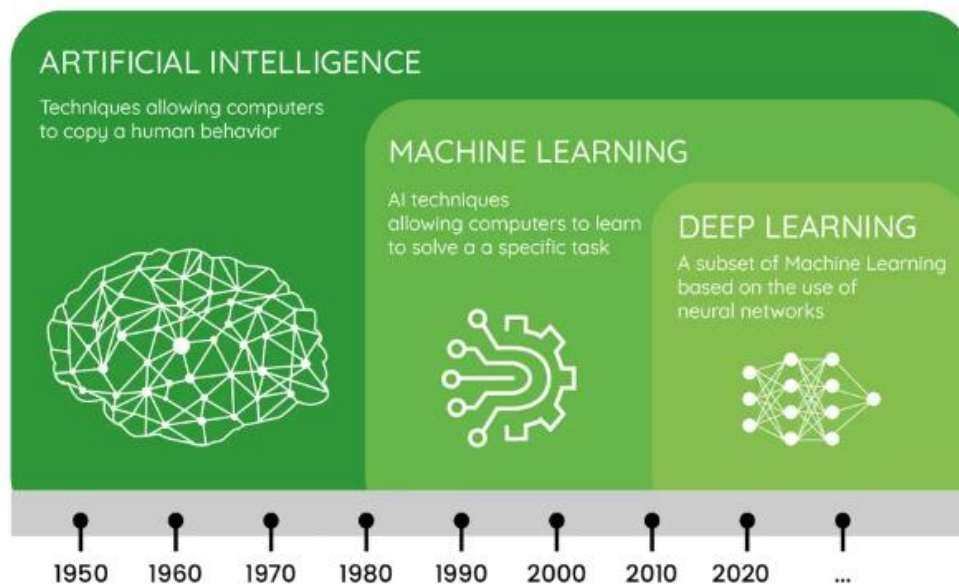 ARTIFICIAL INTELLIGENCE
Techniques allowing computers
to copy a human behavior
MACHINE LEARNING
AI techniques
allowing computers to learn
to solve a a specific task
DEEP LEARNING
A subset of Machine Learning
based on the use of
neural networks
1950 1960 1970 1980 1990 2000 2010 2020 ...